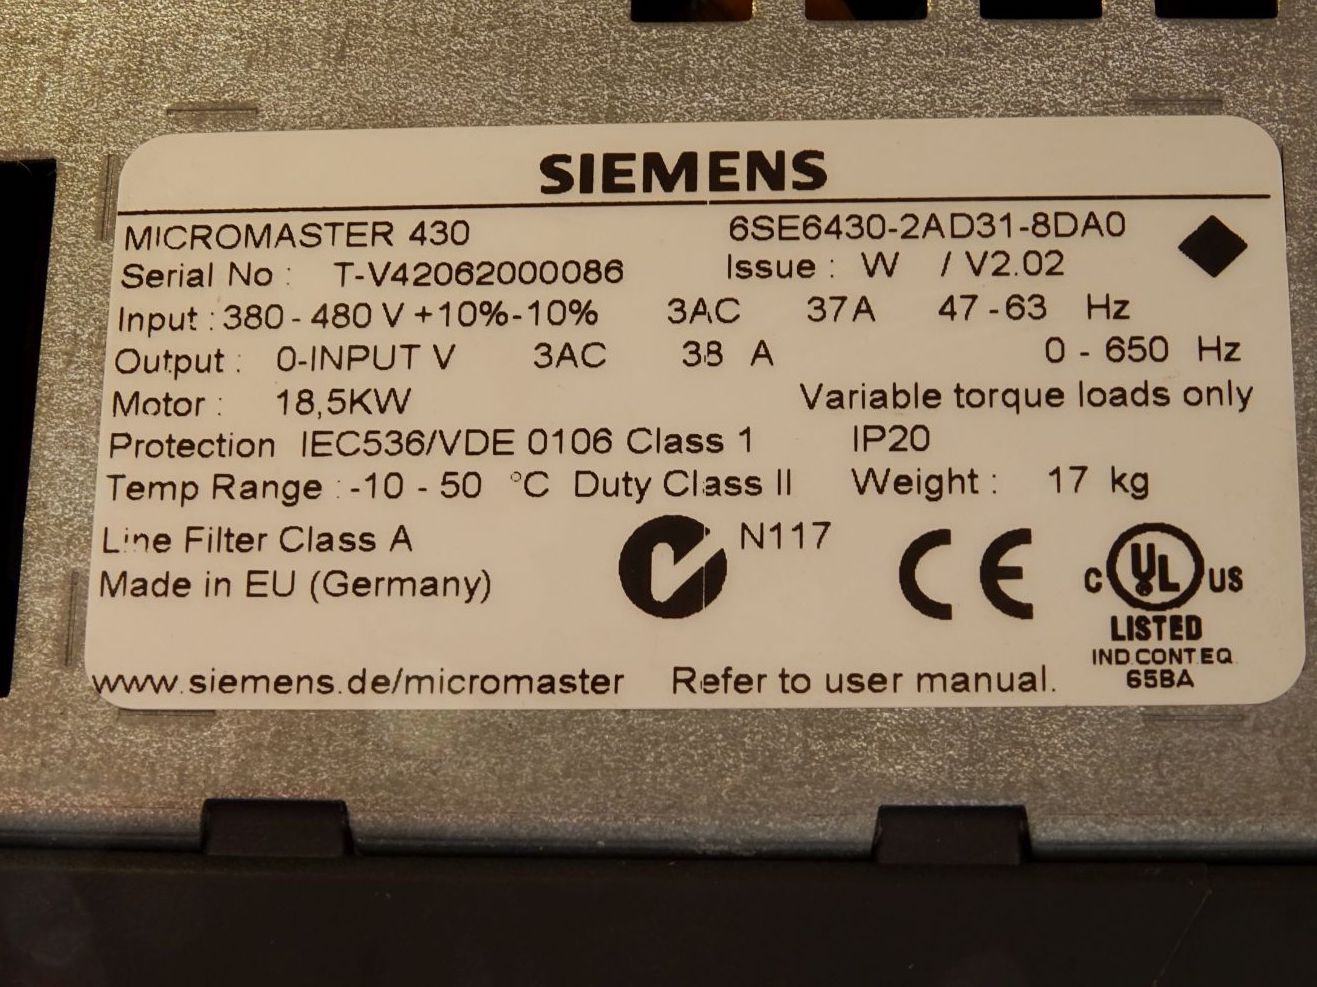 SIEMENS
MICROMASTER 430 6SE6430-2AD31-8DA0
Serial No : T-V42062000086 Issue : W / V2.02
Input : 380 - 480 V +10%-10% 3AC 37A 47 - 63 Hz
Output : 0-INPUT V 3AC 38 A 0 - 650 Hz
Motor : 18,5KW Variable torque loads only
Protection IEC536/VDE 0106 Class 1 IP20
Temp Range : -10 - 50 °C Duty Class II Weight : 17 kg
Line Filter Class A N117 CE
Made in EU (Germany) C UL US
LISTED
IND.CONT.EQ.
www.siemens.de/micromaster Refer to user manual. 65BA